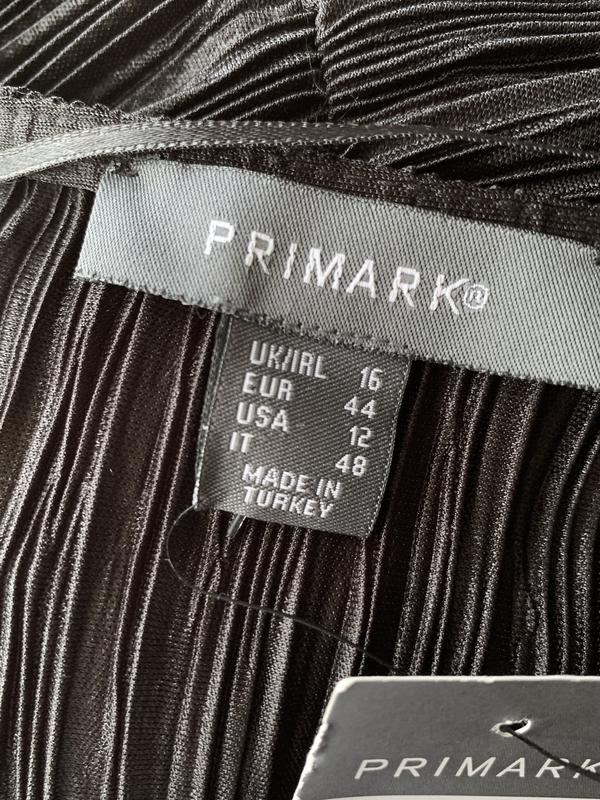 PRIMARK®
UK/IRL 16
EUR 44
USA 12
IT 48
MADE IN
TURKEY
PRIMARK